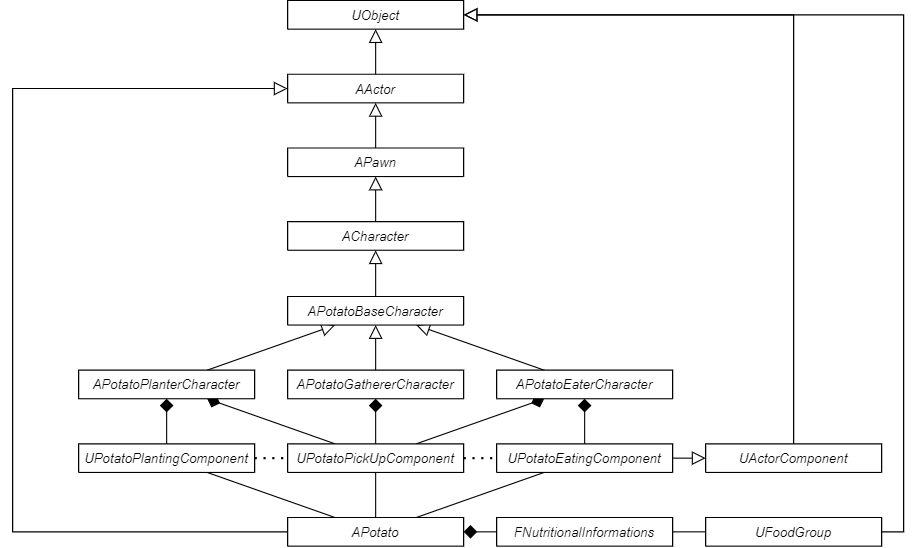 UObject
AActor
APawn
ACharacter
APotatoBaseCharacter
APotatoPlanterCharacter
APotatoGathererCharacter
APotatoEaterCharacter
UPotatoPlantingComponent
UPotatoPickUpComponent
UPotatoEatingComponent
UActorComponent
APotato
FNutritionalInformations
UFoodGroup